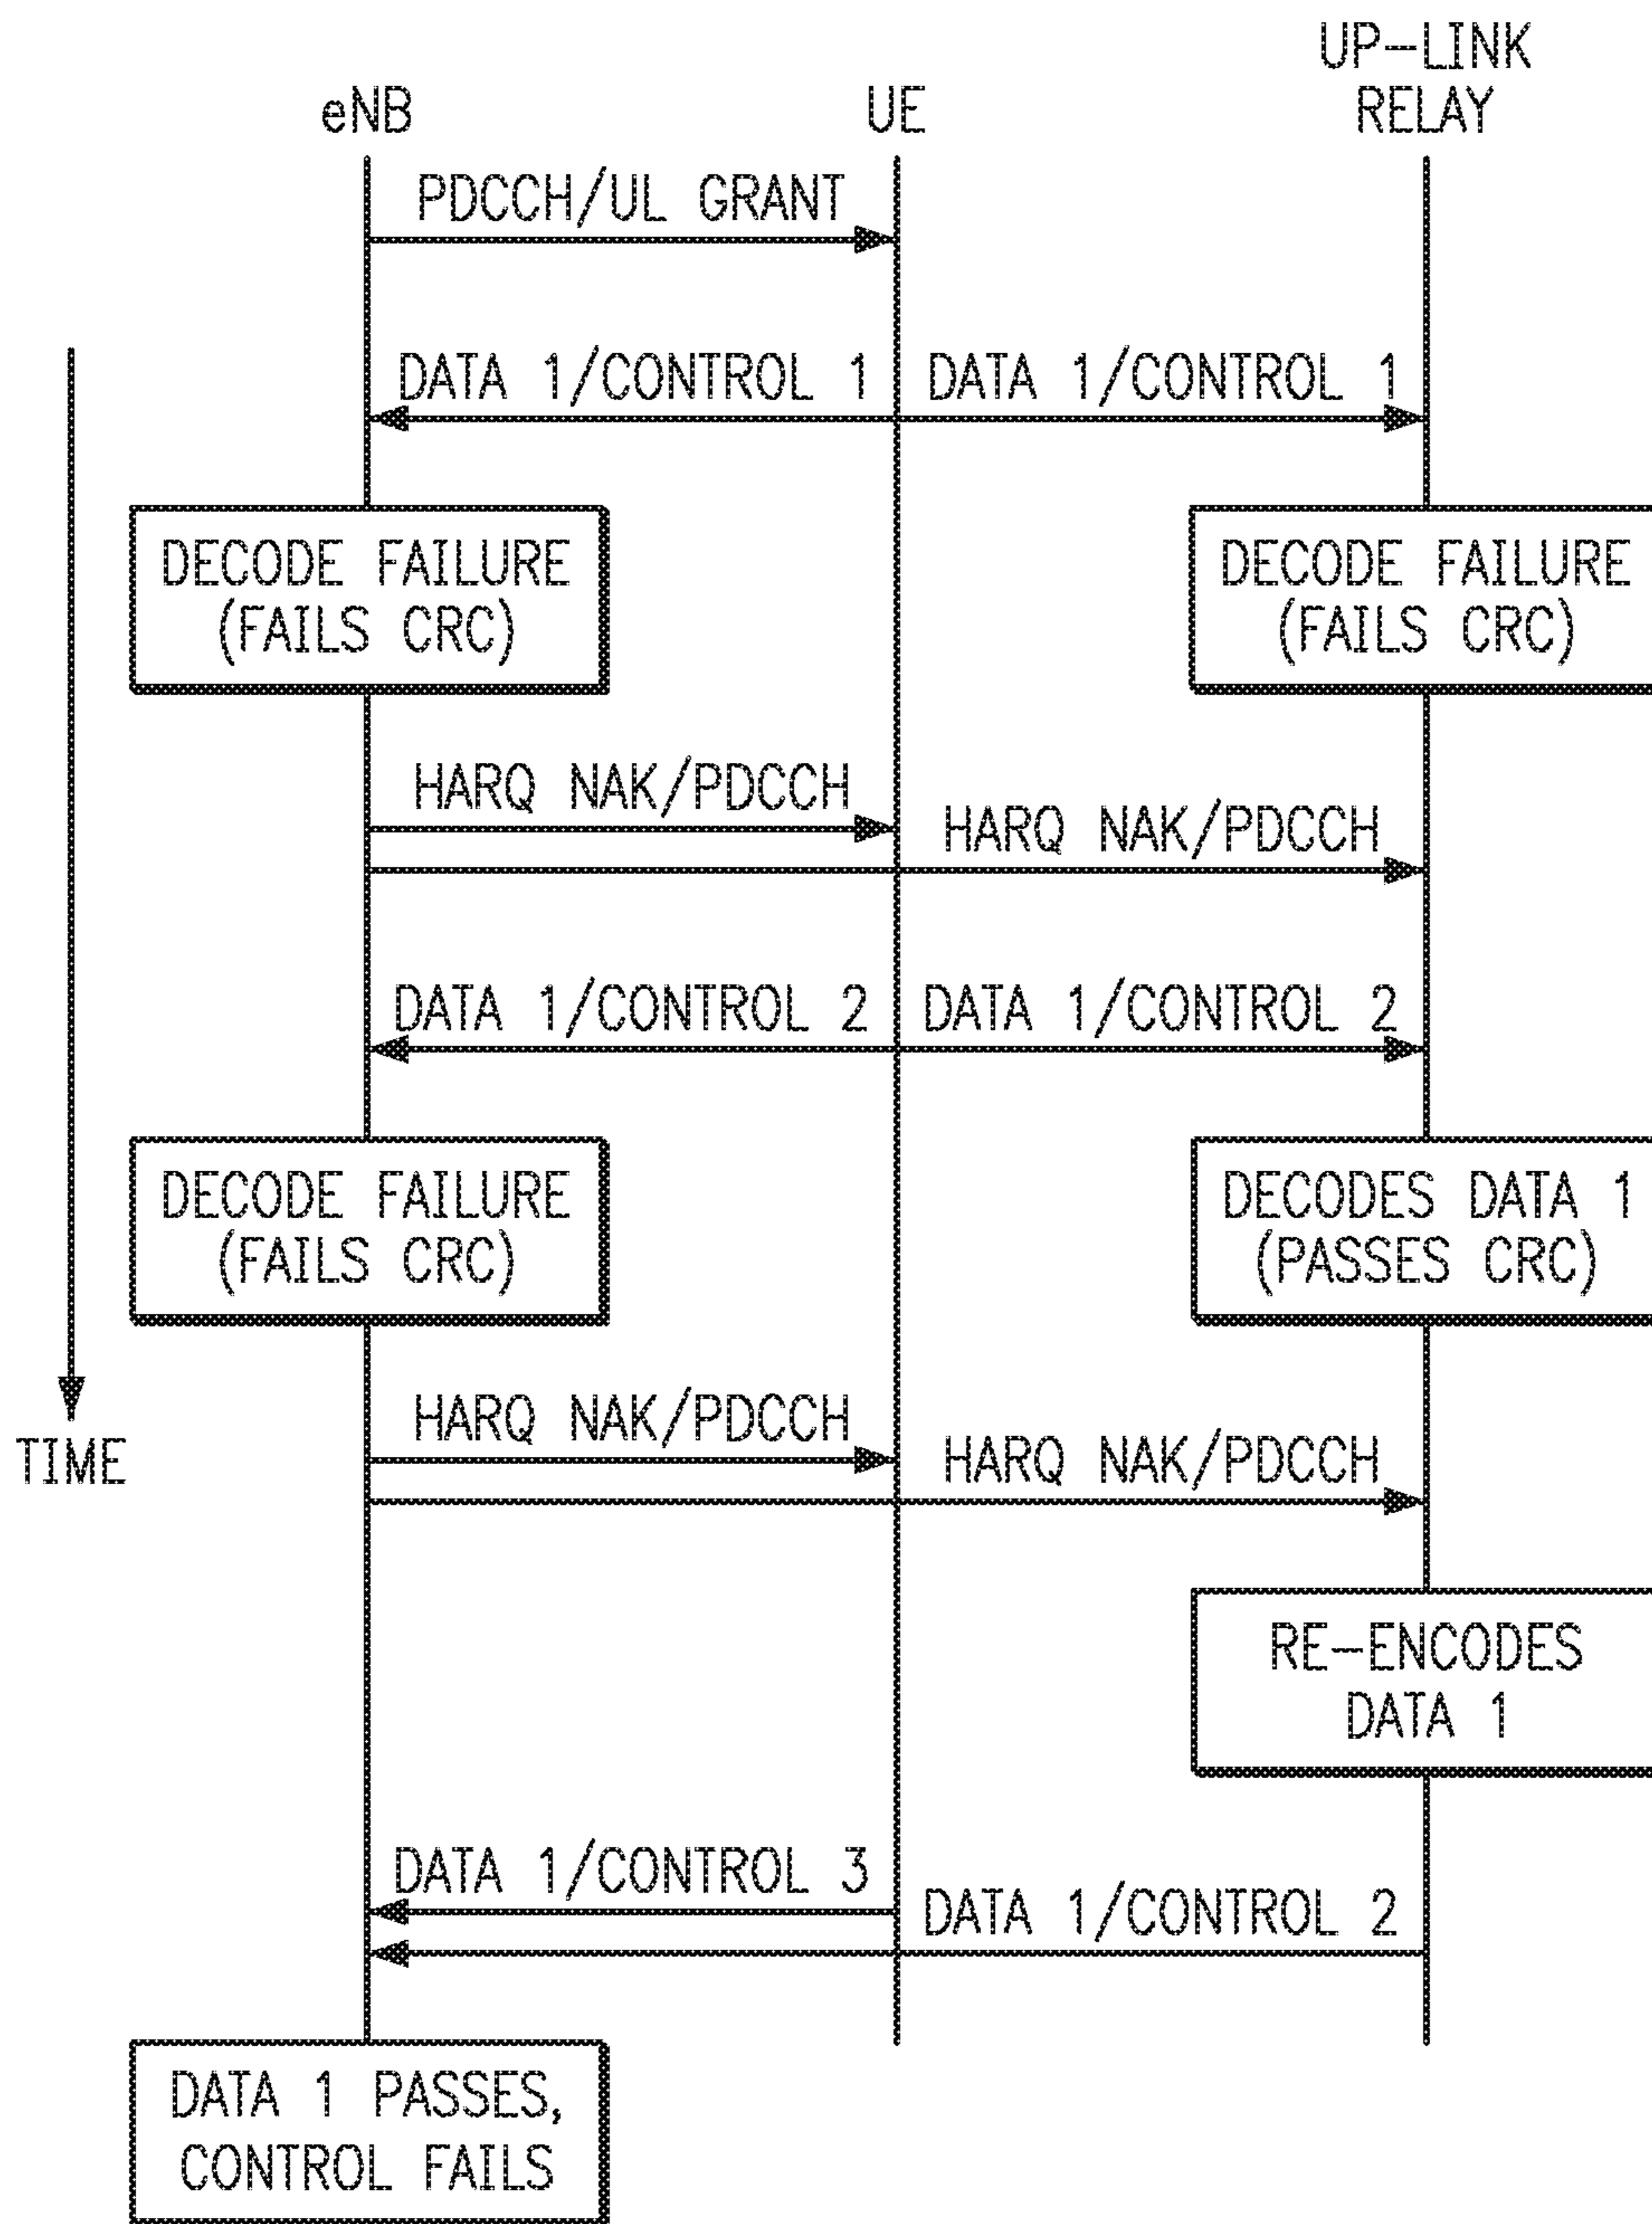 UP-LINK
RELAY
eNB
UE
PDCCH/UL GRANT
DATA 1/CONTROL 1
DATA 1/CONTROL 1
DECODE FAILURE
(FAILS CRC)
DECODE FAILURE
(FAILS CRC)
HARQ NAK/PDCCH
HARQ NAK/PDCCH
DATA 1/CONTROL 2
DATA 1/CONTROL 2
DECODE FAILURE
(FAILS CRC)
DECODES DATA 1
(PASSES CRC)
HARQ NAK/PDCCH
HARQ NAK/PDCCH
TIME
RE-ENCODES
DATA 1
DATA 1/CONTROL 3
DATA 1/CONTROL 2
DATA 1 PASSES,
CONTROL FAILS